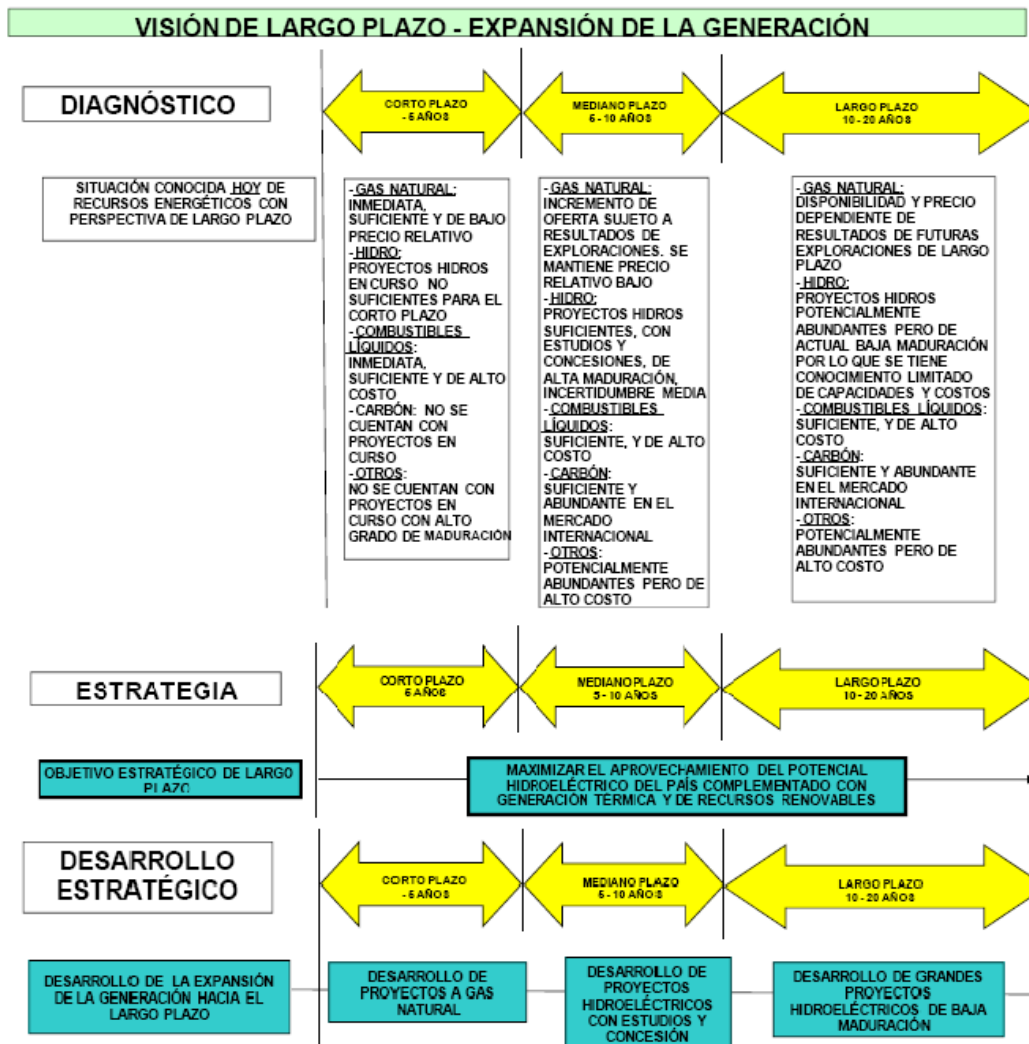 VISIÓN DE LARGO PLAZO - EXPANSIÓN DE LA GENERACIÓN
DIAGNÓSTICO
CORTO PLAZO
- 5 AÑOS
MEDIANO PLAZO
5 - 10 AÑOS
LARGO PLAZO
10 - 20 AÑOS
SITUACIÓN CONOCIDA HOY DE
RECURSOS ENERGÉTICOS CON
PERSPECTIVA DE LARGO PLAZO
- GAS NATURAL:
INMEDIATA,
SUFICIENTE Y DE BAJO
PRECIO RELATIVO
- HIDRO:
PROYECTOS HIDROS
EN CURSO NO
SUFICIENTES PARA EL
CORTO PLAZO
- COMBUSTIBLES
LÍQUIDOS:
INMEDIATA,
SUFICIENTE Y DE ALTO
COSTO
- CARBÓN: NO SE
CUENTAN CON
PROYECTOS EN
CURSO
- OTROS:
NO SE CUENTAN CON
PROYECTOS EN
CURSO CON ALTO
GRADO DE MADURACIÓN
- GAS NATURAL:
INCREMENTO DE
OFERTA SUJETO A
RESULTADOS DE
EXPLORACIONES. SE
MANTIENE PRECIO
RELATIVO BAJO
- HIDRO:
PROYECTOS HIDROS
SUFICIENTES, CON
ESTUDIOS Y
CONCESIONES, DE
ALTA MADURACIÓN,
INCERTIDUMBRE MEDIA
- COMBUSTIBLES
LÍQUIDOS:
SUFICIENTE, Y DE ALTO
COSTO
- CARBÓN:
SUFICIENTE Y
ABUNDANTE EN EL
MERCADO
INTERNACIONAL
- OTROS:
POTENCIALMENTE
ABUNDANTES PERO DE
ALTO COSTO
- GAS NATURAL:
DISPONIBILIDAD Y PRECIO
DEPENDIENTE DE
RESULTADOS DE FUTURAS
EXPLORACIONES DE LARGO
PLAZO
- HIDRO:
PROYECTOS HIDROS
POTENCIALMENTE
ABUNDANTES PERO DE
ACTUAL BAJA MADURACIÓN
POR LO QUE SE TIENE
CONOCIMIENTO LIMITADO
DE CAPACIDADES Y COSTOS
- COMBUSTIBLES LÍQUIDOS:
SUFICIENTE, Y DE ALTO
COSTO
- CARBÓN:
SUFICIENTE Y ABUNDANTE
EN EL MERCADO
INTERNACIONAL
- OTROS:
POTENCIALMENTE
ABUNDANTES PERO DE
ALTO COSTO
ESTRATEGIA
CORTO PLAZO
5 AÑOS
MEDIANO PLAZO
5 - 10 AÑOS
LARGO PLAZO
10 - 20 AÑOS
OBJETIVO ESTRATÉGICO DE LARGO
PLAZO
MAXIMIZAR EL APROVECHAMIENTO DEL POTENCIAL
HIDROELÉCTRICO DEL PAÍS COMPLEMENTADO CON
GENERACIÓN TÉRMICA Y DE RECURSOS RENOVABLES
DESARROLLO
ESTRATÉGICO
CORTO PLAZO
- 5 AÑOS
MEDIANO PLAZO
5 - 10 AÑOS
LARGO PLAZO
10 - 20 AÑOS
DESARROLLO DE LA EXPANSIÓN
DE LA GENERACIÓN HACIA EL
LARGO PLAZO
DESARROLLO DE
PROYECTOS A GAS
NATURAL
DESARROLLO DE
PROYECTOS
HIDROELÉCTRICOS
CON ESTUDIOS Y
CONCESIÓN
DESARROLLO DE GRANDES
PROYECTOS
HIDROELÉCTRICOS DE BAJA
MADURACIÓN